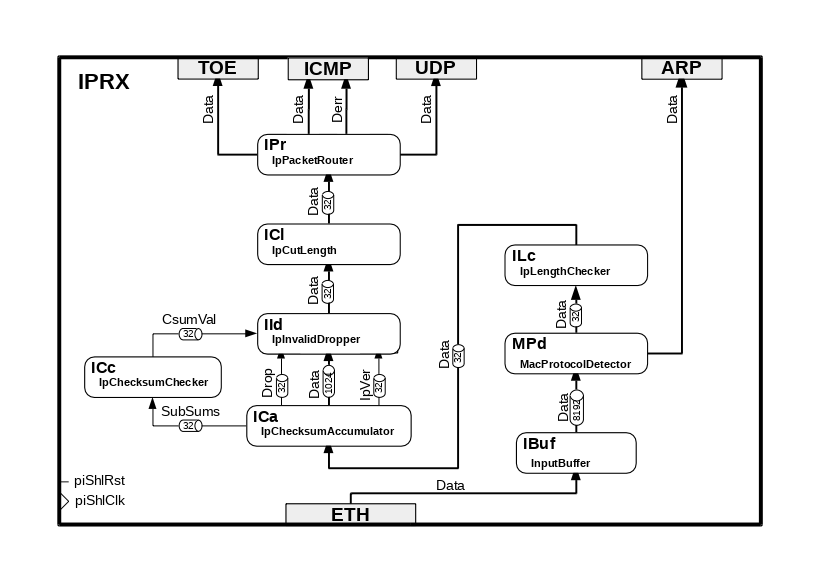 TOE
ICMP
UDP
ARP
IPRX
Data
Data
Derr
Data
Data
IPr
IpPacketRouter
Data
32
ICl
IpCutLength
ILc
IpLengthChecker
Data
32
Data
32
CsumVal
32
IId
IpInvalidDropper
Data
32
MPd
MacProtocolDetector
ICc
IpChecksumChecker
Drop
32
Data
1024
IpVer
32
Data
8192
SubSums
32
ICa
IpChecksumAccumulator
IBuf
InputBuffer
piShlRst
piShlClk
Data
ETH